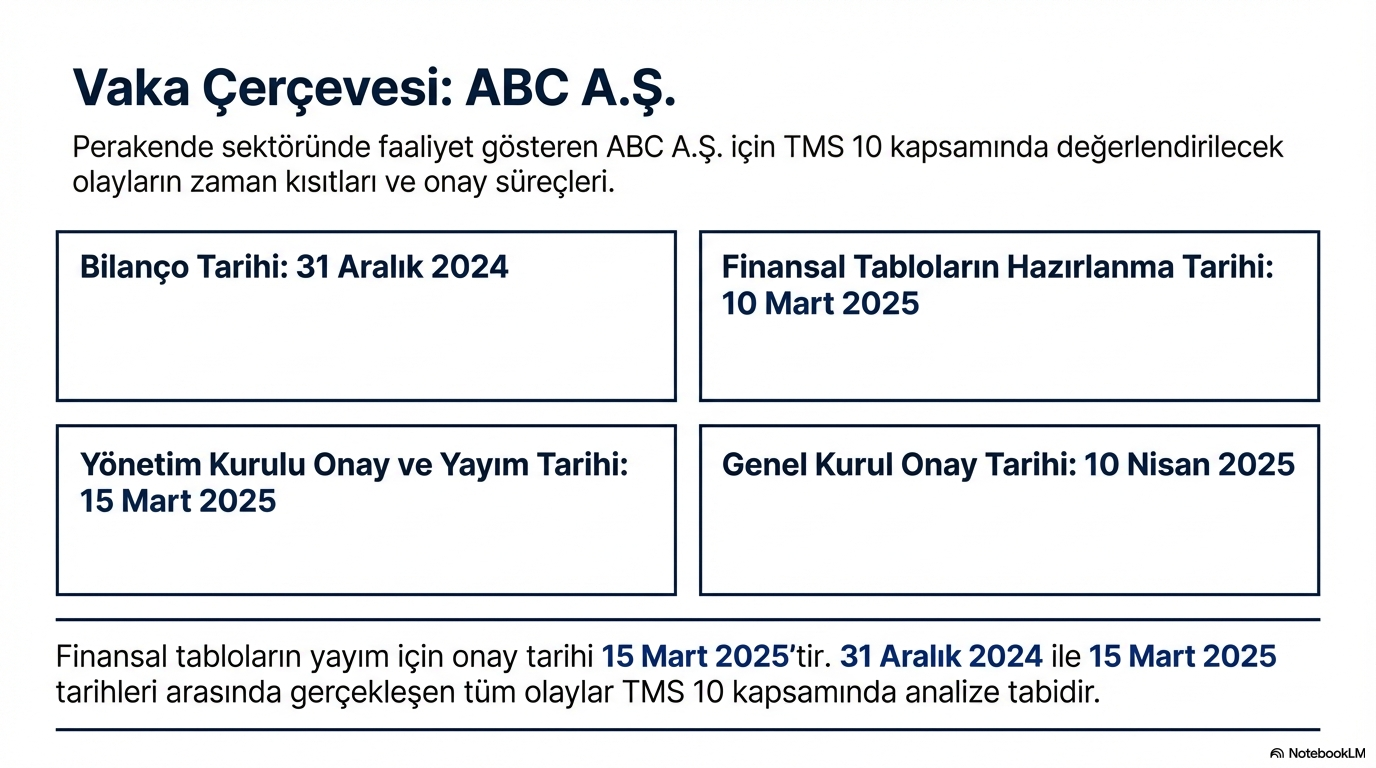 Vaka Çerçevesi: ABC A.Ş.
Perakende sektöründe faaliyet gösteren ABC A.Ş. için TMS 10 kapsamında değerlendirilecek
olayların zaman kısıtları ve onay süreçleri.
Bilanço Tarihi: 31 Aralık 2024
Finansal Tabloların Hazırlanma Tarihi:
10 Mart 2025
Yönetim Kurulu Onay ve Yayım Tarihi:
15 Mart 2025
Genel Kurul Onay Tarihi: 10 Nisan 2025
Finansal tabloların yayım için onay tarihi 15 Mart 2025'tir. 31 Aralık 2024 ile 15 Mart 2025
tarihleri arasında gerçekleşen tüm olaylar TMS 10 kapsamında analize tabidir.
NotebookLM